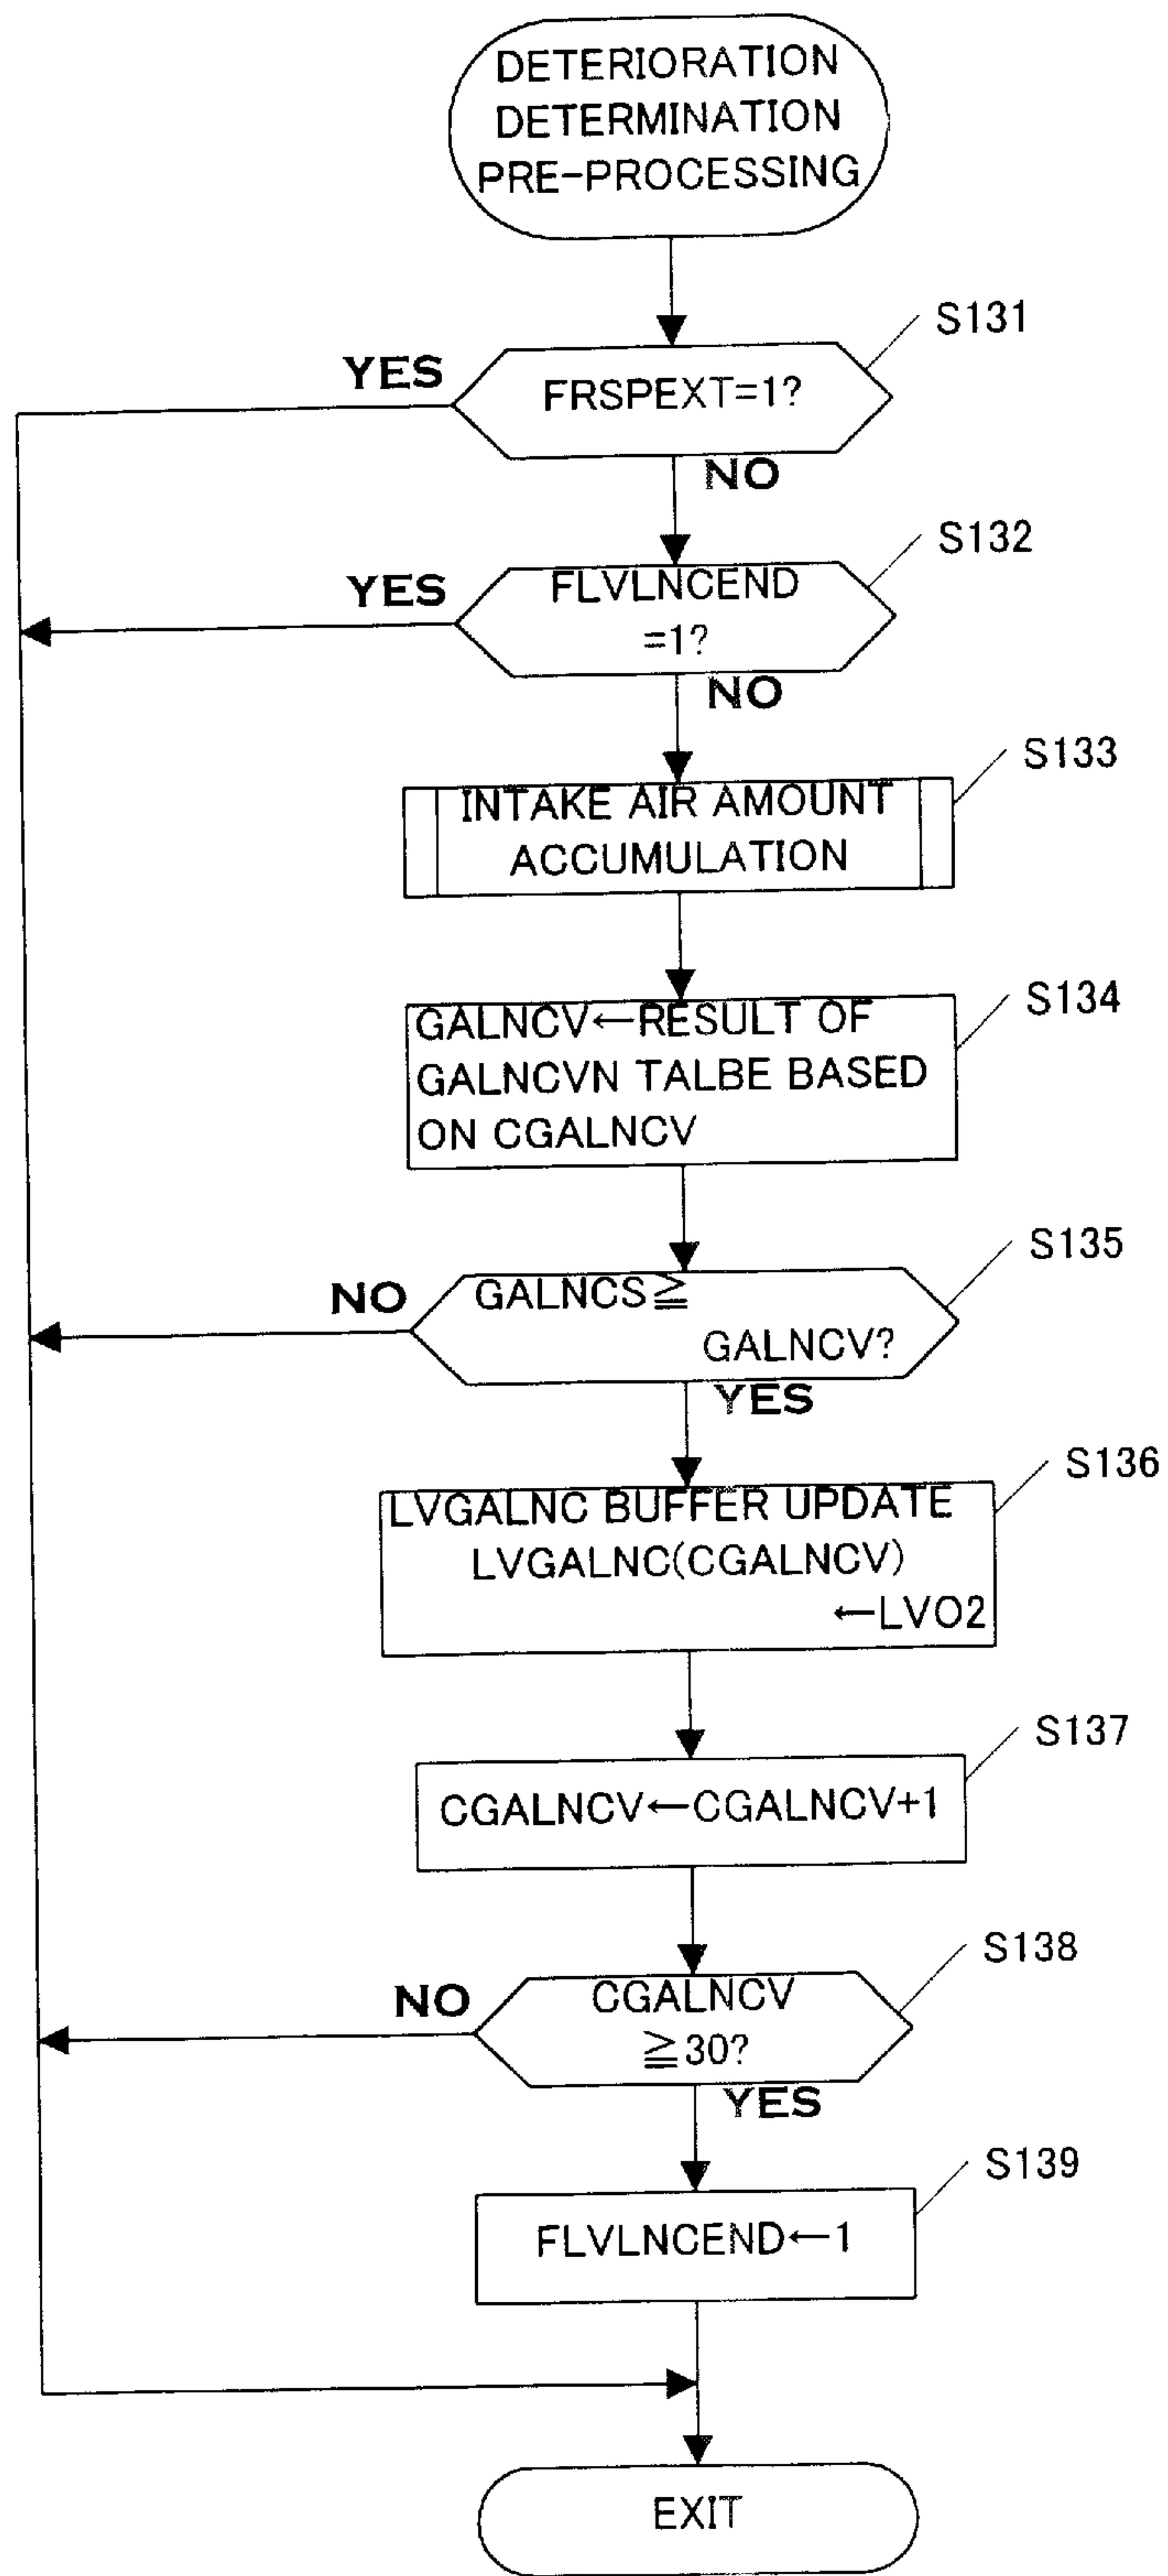 DETERIORATION
DETERMINATION
PRE-PROCESSING
S131
YES
FRSPEXT=1?
NO
S132
YES
FLVLNCEND
=1?
NO
S133
INTAKE AIR AMOUNT
ACCUMULATION
S134
GALNCV←RESULT OF
GALNCVN TALBE BASED
ON CGALNCV
S135
NO
GALNCS≧
GALNCV?
YES
S136
LVGALNC BUFFER UPDATE
LVGALNC(CGALNCV)
←LVO2
S137
CGALNCV←CGALNCV+1
S138
NO
CGALNCV
≧30?
YES
S139
FLVLNCEND←1
EXIT